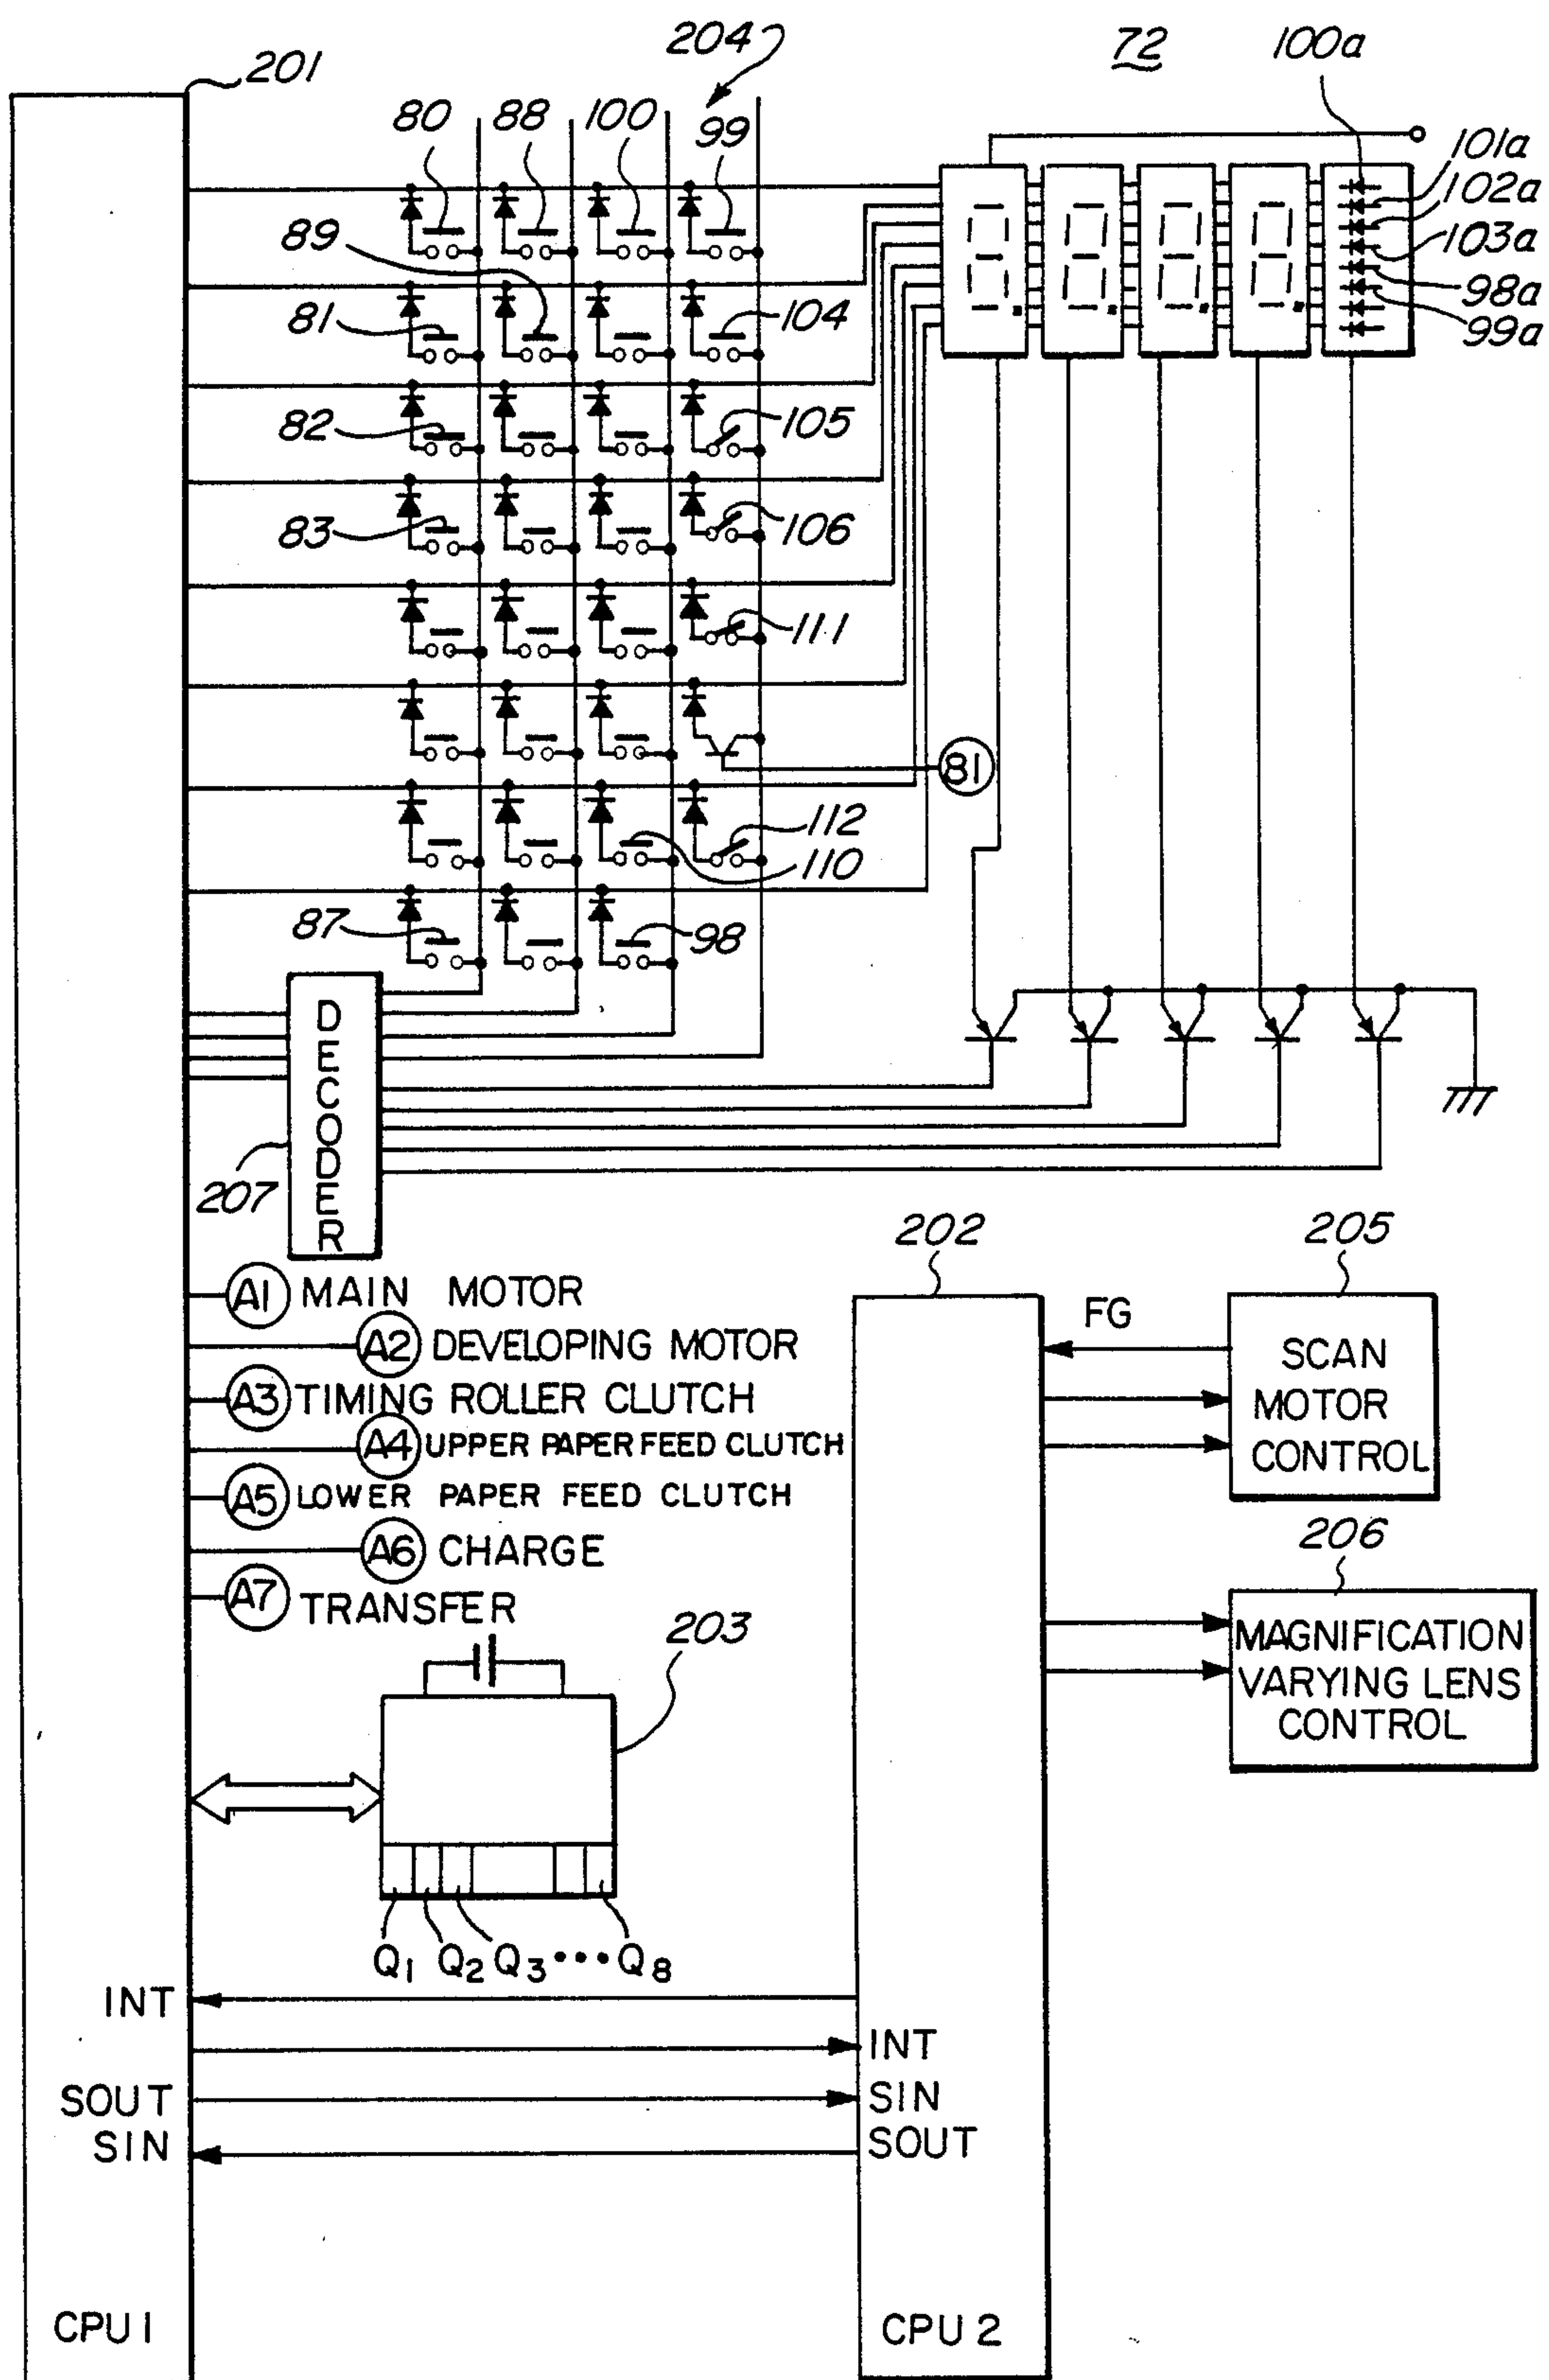 204
72
100a
201
80
88
100
99
101a
102a
103a
98a
99a
89
81
104
82
105
83
106
111
81
112
110
87
98
DECODER
207
202
205
A1 MAIN MOTOR
FG
A2 DEVELOPING MOTOR
SCAN
MOTOR
CONTROL
A3 TIMING ROLLER CLUTCH
A4 UPPER PAPER FEED CLUTCH
A5 LOWER PAPER FEED CLUTCH
206
A6 CHARGE
A7 TRANSFER
203
MAGNIFICATION
VARYING LENS
CONTROL
Q1 Q2 Q3 ••• Q8
INT
INT
SOUT
SIN
SIN
SOUT
CPU 1
CPU 2